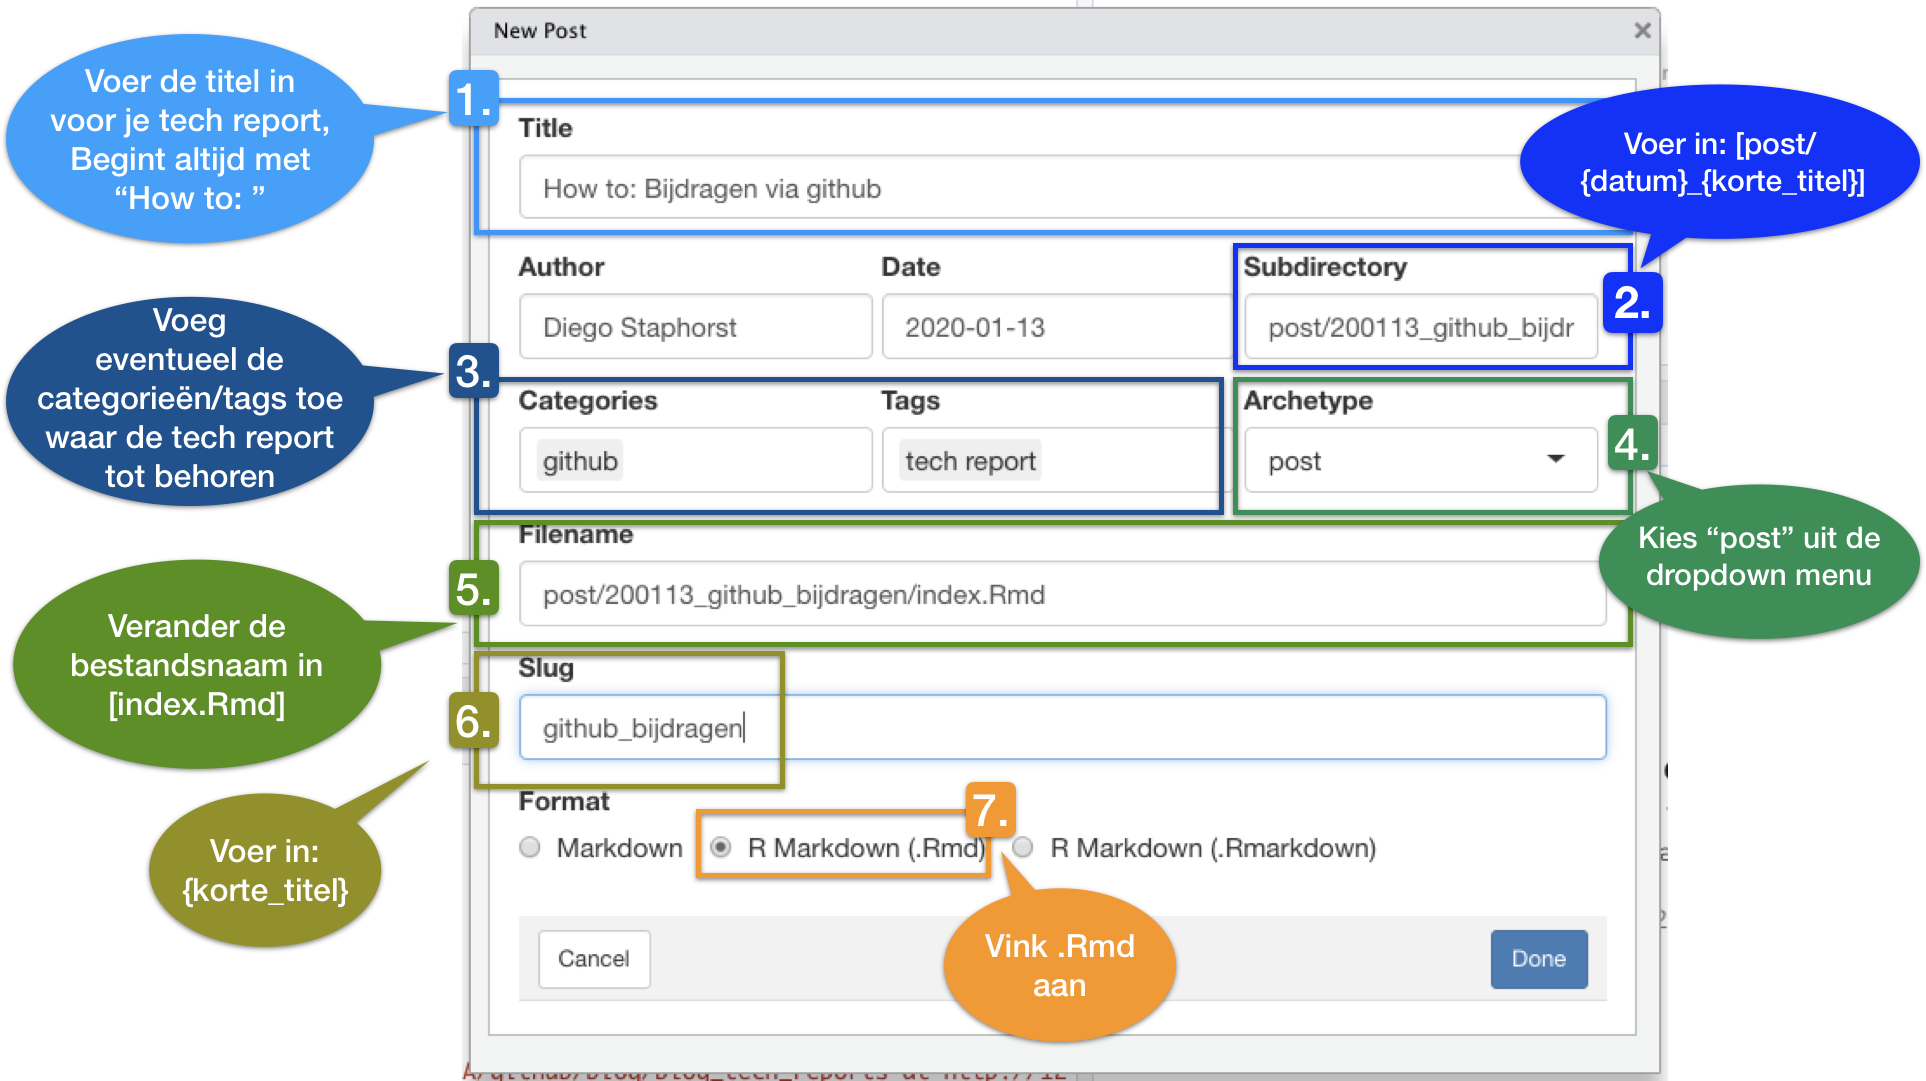 New Post
Voer de titel in
voor je tech report,
Begint altijd met
“How to: ”
1.
Title
How to: Bijdragen via github
Voer in: [post/
{datum}_{korte_titel}]
2.
Author
Date
Subdirectory
Diego Staphorst
2020-01-13
post/200113_github_bijdr
Voeg
eventueel de
categorieën/tags toe
waar de tech report
tot behoren
3.
Categories
Tags
Archetype
github
tech report
post
4.
Kies “post” uit de
dropdown menu
Filename
5.
post/200113_github_bijdragen/index.Rmd
Verander de
bestandsnaam in
[index.Rmd]
Slug
6.
github_bijdragen
Voer in:
{korte_titel}
Format
7.
Markdown
R Markdown (.Rmd)
R Markdown (.Rmarkdown)
Vink .Rmd
aan
Cancel
Done